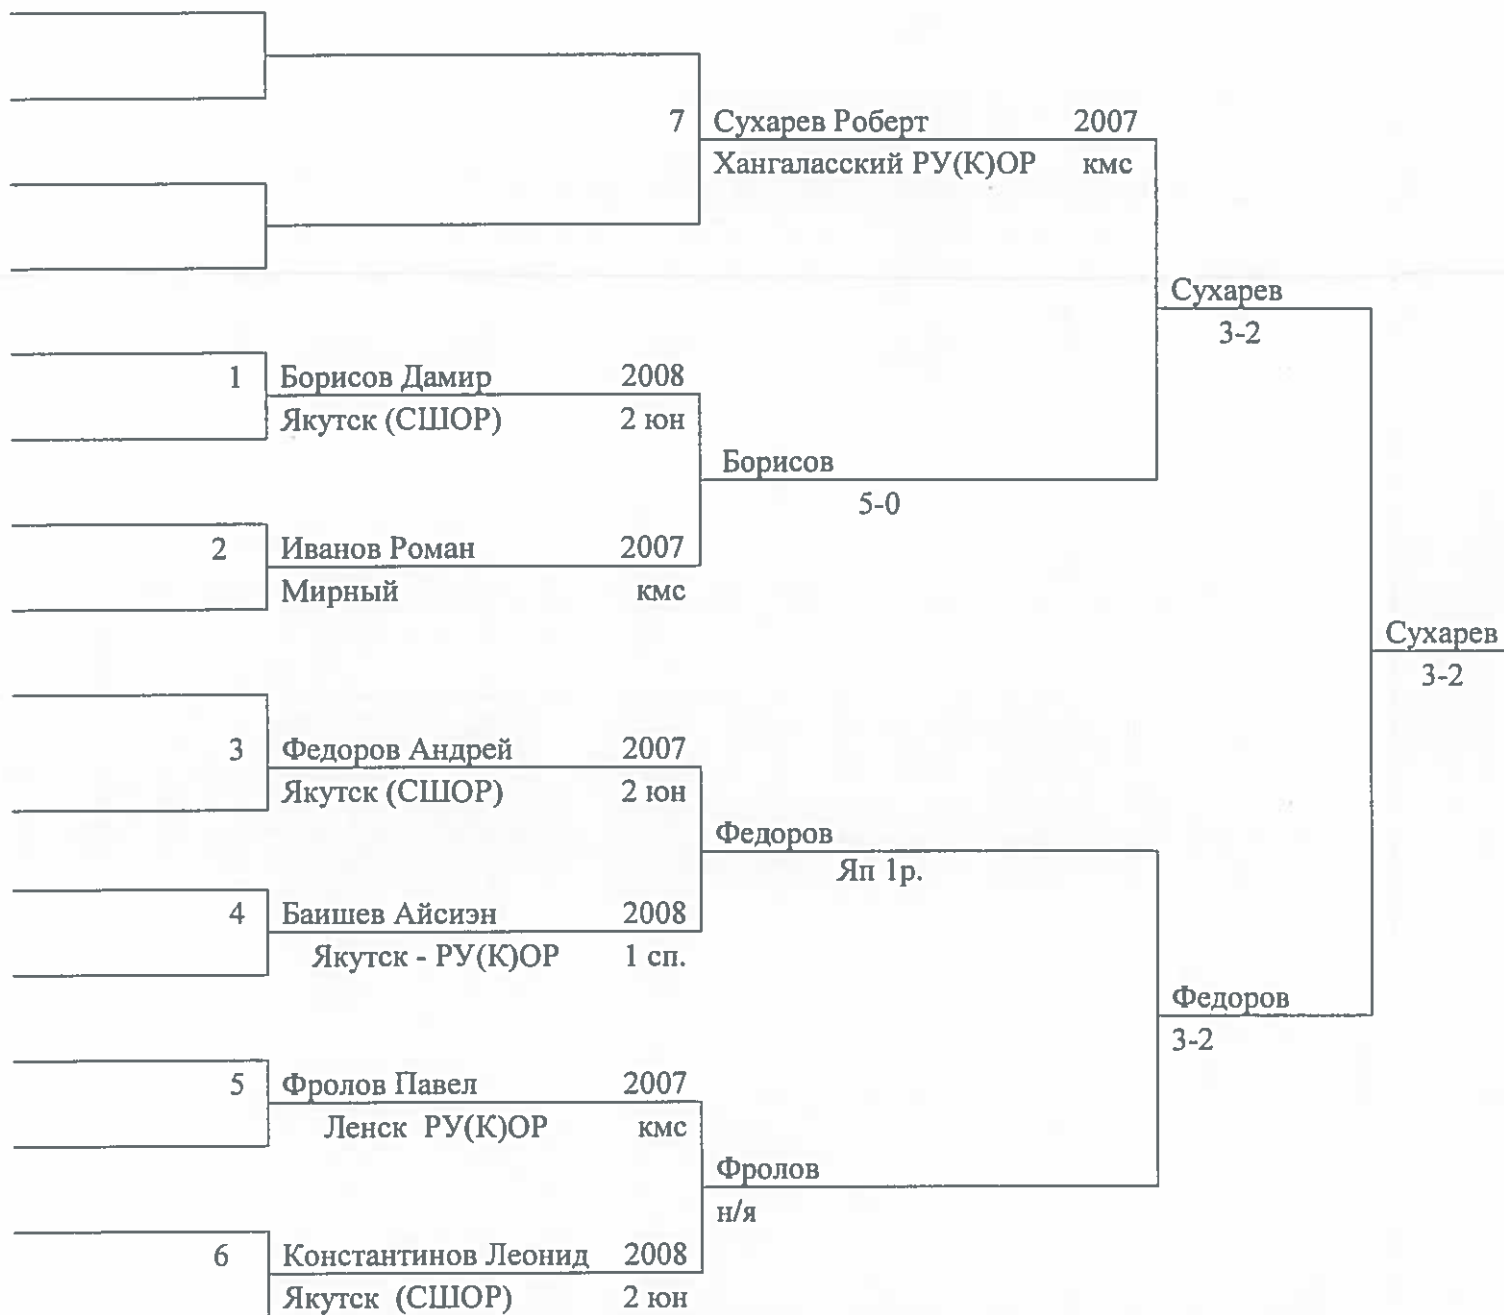 7 Сухарев Роберт 2007
Хангаласский РУ(К)ОР кмс
Сухарев
3-2
1 Борисов Дамир 2008
Якутск (СШОР) 2 юн
Борисов
5-0
2 Иванов Роман 2007
Мирный кмс
Сухарев
3-2
3 Федоров Андрей 2007
Якутск (СШОР) 2 юн
Федоров
Яп 1р.
4 Баишев Айсиэн 2008
Якутск - РУ(К)ОР 1 сп.
Федоров
3-2
5 Фролов Павел 2007
Ленск РУ(К)ОР кмс
Фролов
н/я
6 Константинов Леонид 2008
Якутск (СШОР) 2 юн